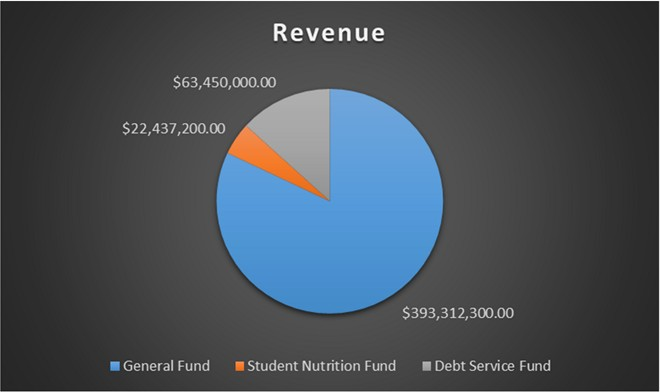 Revenue
$63,450,000.00
$22,437,200.00
$393,312,300.00
General Fund Student Nutrition Fund Debt Service Fund